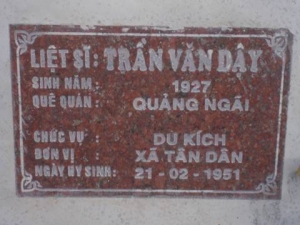 LIỆT SĨ : TRẦN VĂN DÂY
SINH NĂM : 1927
QUÊ QUÁN : QUẢNG NGÃI
CHỨC VỤ : DU KÍCH
ĐƠN VỊ : XÃ TÂN DÂN
NGÀY HY SINH: 21 - 02 - 1951